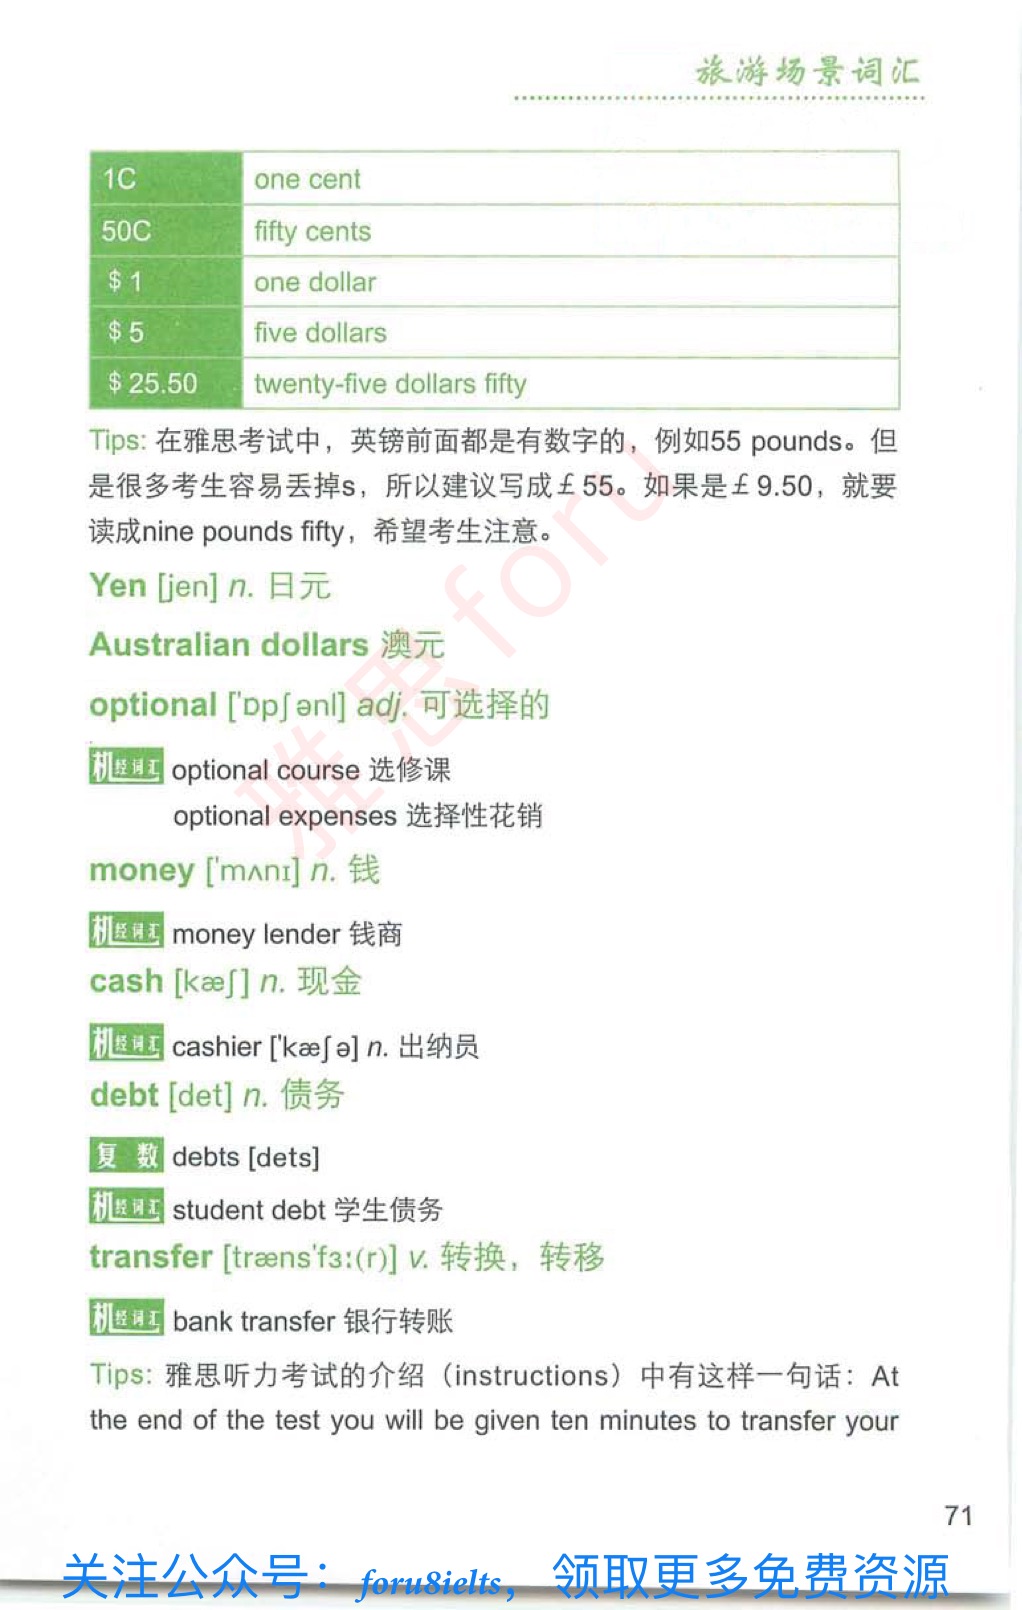 旅游场景词汇
1C one cent
50C fifty cents
$ 1 one dollar
$ 5 five dollars
$ 25.50 twenty-five dollars fifty
Tips: 在雅思考试中，英镑前面都是有数字的，例如55 pounds。但
是很多考生容易丢掉s，所以建议写成￡55。如果是￡9.50，就要
读成nine pounds fifty，希望考生注意。
Yen [jen] n. 日元
Australian dollars 澳元
optional ['ɒpʃənl] adj. 可选择的
机经词汇 optional course 选修课
optional expenses 选择性花销
money ['mʌnɪ] n. 钱
机经词汇 money lender 钱商
cash [kæʃ] n. 现金
机经词汇 cashier ['kæʃə] n. 出纳员
debt [det] n. 债务
复数 debts [dets]
机经词汇 student debt 学生债务
transfer [træns'fɜː(r)] v. 转换，转移
机经词汇 bank transfer 银行转账
Tips: 雅思听力考试的介绍（instructions）中有这样一句话：At
the end of the test you will be given ten minutes to transfer your
71
雅思foru
关注公众号：foru8ielts，领取更多免费资源